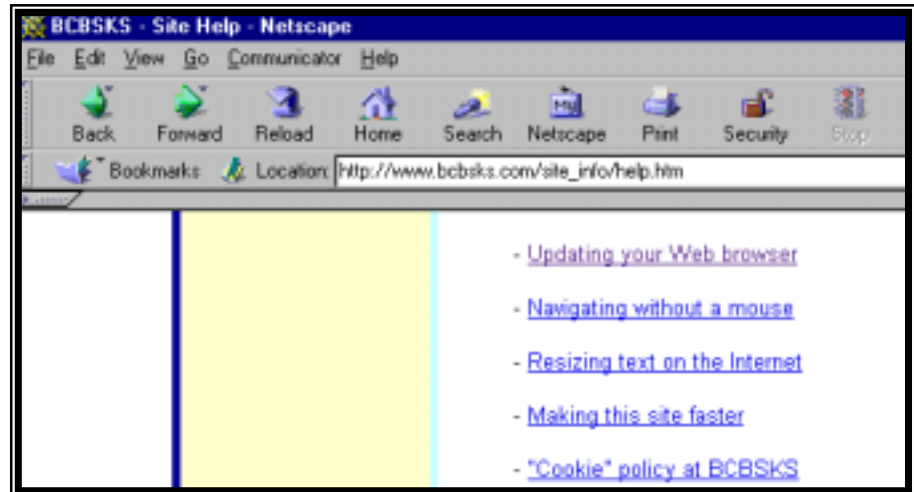 BCBSKS - Site Help - Netscape
File Edit View Go Communicator Help
Back Forward Reload Home Search Netscape Print Security Stop
Bookmarks Location: http://www.bcbsks.com/site_info/help.htm
- Updating your Web browser
- Navigating without a mouse
- Resizing text on the Internet
- Making this site faster
- "Cookie" policy at BCBSKS